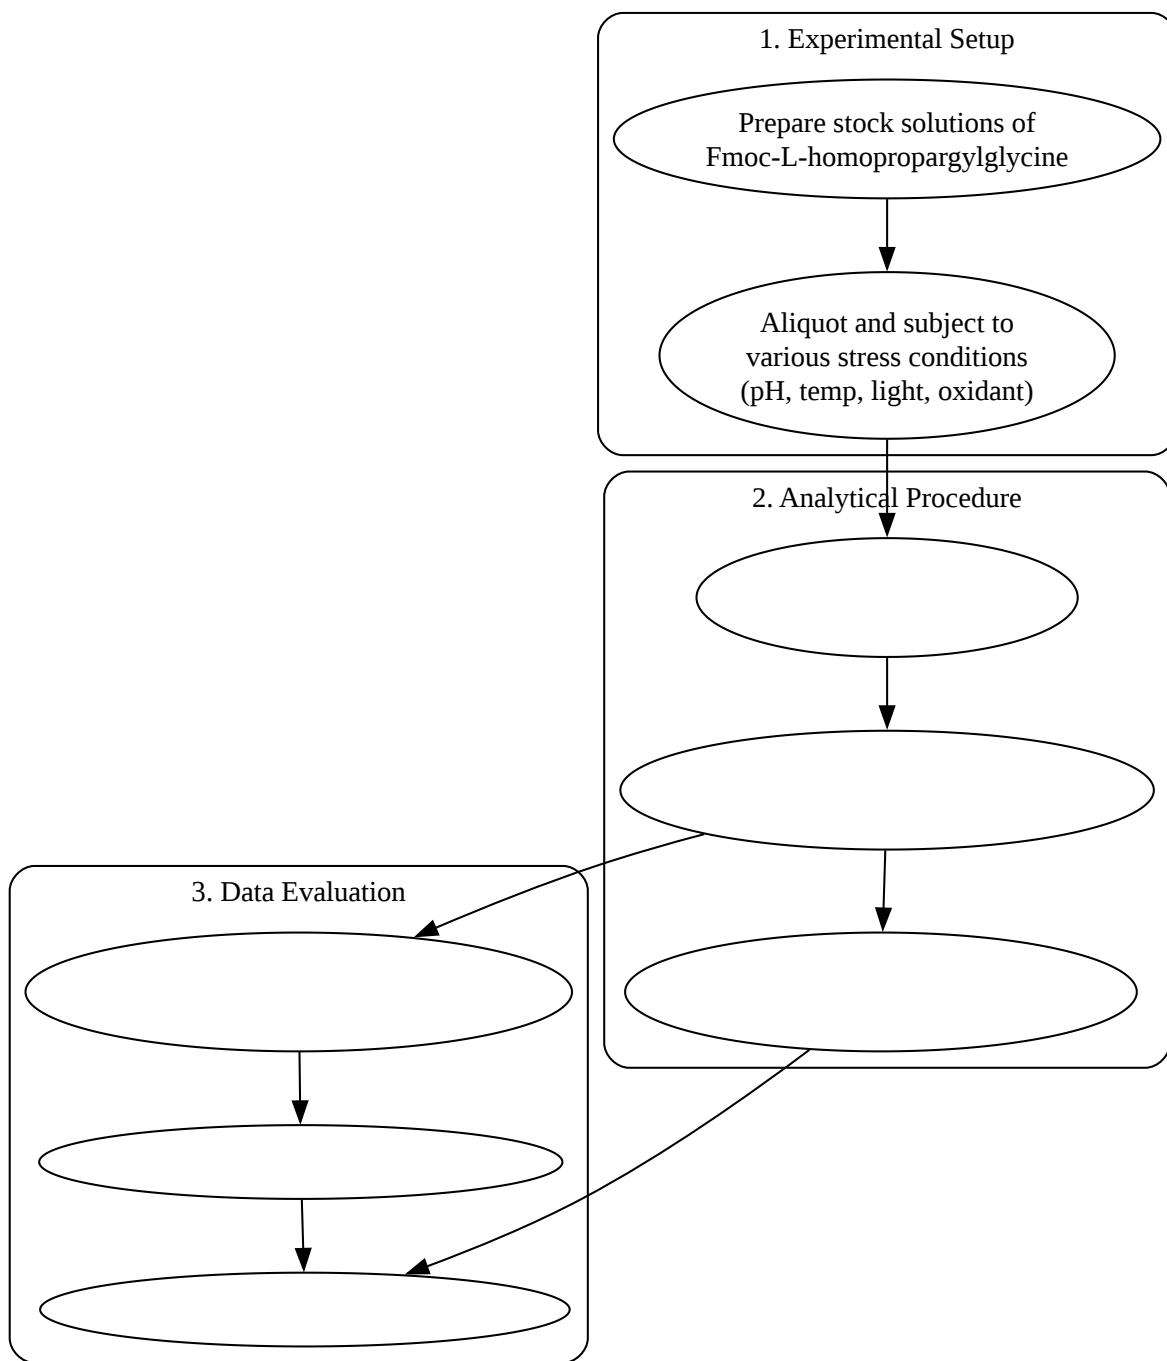 1. Experimental Setup
Prepare stock solutions of
Fmoc-L-homopropargylglycine
Aliquot and subject to
various stress conditions
(pH, temp, light, oxidant)
2. Analytical Procedure
3. Data Evaluation